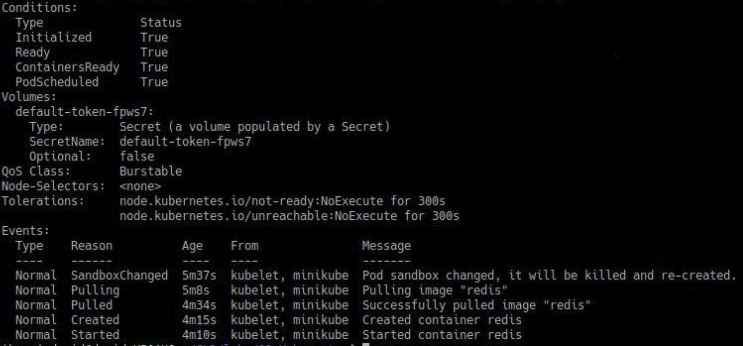 Conditions:
  Type              Status
  Initialized       True
  Ready             True
  ContainersReady   True
  PodScheduled      True
Volumes:
  default-token-fpws7:
    Type:        Secret (a volume populated by a Secret)
    SecretName:  default-token-fpws7
    Optional:    false
QoS Class:       Burstable
Node-Selectors:  <none>
Tolerations:     node.kubernetes.io/not-ready:NoExecute for 300s
                 node.kubernetes.io/unreachable:NoExecute for 300s
Events:
  Type    Reason          Age    From               Message
  ----    ------          ----   ----               -------
  Normal  SandboxChanged  5m37s  kubelet, minikube  Pod sandbox changed, it will be killed and re-created.
  Normal  Pulling         5m8s   kubelet, minikube  Pulling image "redis"
  Normal  Pulled          4m34s  kubelet, minikube  Successfully pulled image "redis"
  Normal  Created         4m15s  kubelet, minikube  Created container redis
  Normal  Started         4m10s  kubelet, minikube  Started container redis